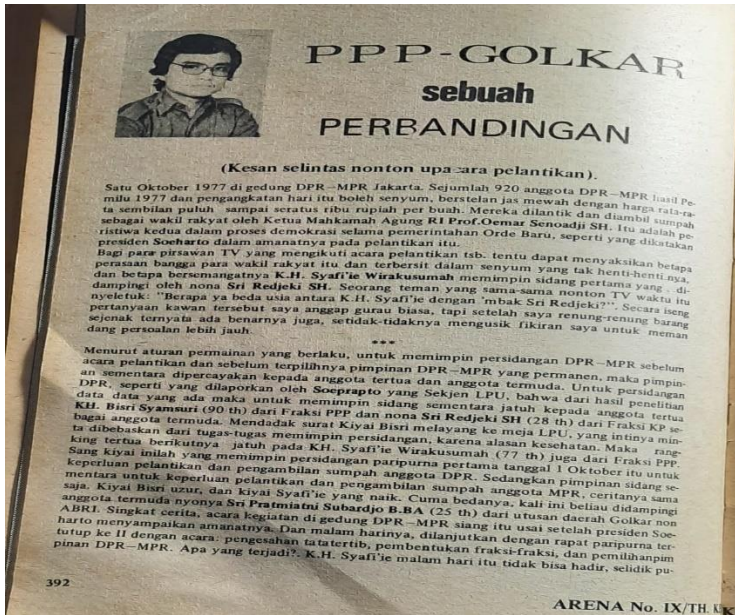 PPP-GOLKAR
sebuah
PERBANDINGAN
(Kesan selintas nonton upacara pelantikan).
Satu Oktober 1977 di gedung DPR-MPR Jakarta. Sejumlah 920 anggota DPR-MPR hasil Pe-
milu 1977 dan pengangkatan hari itu boleh senyum, berstelan jas mewah dengan harga rata-ra-
ta sembilan puluh sampai seratus ribu rupiah per buah. Mereka dilantik dan diambil sumpah
sebagai wakil rakyat oleh Ketua Mahkamah Agung RI Prof.Oemar Senoadji SH. Itu adalah pe-
ristiwa kedua dalam proses demokrasi selama pemerintahan Orde Baru, seperti yang dikatakan
presiden Soeharto dalam amanatnya pada pelantikan itu.
Bagi para pirsawan TV yang mengikuti acara pelantikan tsb. tentu dapat menyaksikan betapa
perasaan bangga para wakil rakyat itu dan terbersit dalam senyum yang tak henti-hentinya,
dan betapa bersemangatnya K.H. Syafi'ie Wirakusumah memimpin sidang pertama yang di-
dampingi oleh nona Sri Redjeki SH. Seorang teman yang sama-sama nonton TV waktu itu
nyeletuk: "Berapa ya beda usia antara K.H. Syafi'ie dengan 'mbak Sri Redjeki?". Secara iseng
pertanyaan kawan tersebut saya anggap gurau biasa, tapi setelah saya renung-renung barang
sejenak ternyata ada benarnya juga, setidak-tidaknya mengusik fikiran saya untuk meman
dang persoalan lebih jauh.
***
Menurut aturan permainan yang berlaku, untuk memimpin persidangan DPR-MPR sebelum
acara pelantikan dan sebelum terpilihnya pimpinan DPR-MPR yang permanen, maka pimpin-
an sementara dipercayakan kepada anggota tertua dan anggota termuda. Untuk persidangan
DPR, seperti yang dilaporkan oleh Soeprapto yang Sekjen LPU, bahwa dari hasil penelitian
data data yang ada maka untuk memimpin sidang sementara jatuh kepada anggota tertua
KH. Bisri Syamsuri (90 th) dari Fraksi PPP dan nona Sri Redjeki SH (28 th) dari Fraksi KP se-
bagai anggota termuda. Mendadak surat Kiyai Bisri melayang ke meja LPU, yang intinya min-
ta dibebaskan dari tugas-tugas memimpin persidangan, karena alasan kesehatan. Maka rang-
king tertua berikutnya jatuh pada KH. Syafi'ie Wirakusumah (77 th) juga dari Fraksi PPP.
Sang kiyai inilah yang memimpin persidangan paripurna pertama tanggal 1 Oktober itu untuk
keperluan pelantikan dan pengambilan sumpah anggota DPR. Sedangkan pimpinan sidang se-
mentara untuk keperluan pelantikan dan pengambilan sumpah anggota MPR, ceritanya sama
saja. Kiyai Bisri uzur, dan kiyai Syafi'ie yang naik. Cuma bedanya, kali ini beliau didampingi
anggota termuda nyonya Sri Pratmiatni Subardjo B.BA (25 th) dari utusan daerah Golkar non
ABRI. Singkat cerita, acara kegiatan di gedung DPR-MPR siang itu usai setelah presiden Soe-
harto menyampaikan amanatnya. Dan malam harinya, dilanjutkan dengan rapat paripurna ter-
tutup ke II dengan acara: pengesahan tatatertib, pembentukan fraksi-fraksi, dan pemilihanpim
pinan DPR-MPR. Apa yang terjadi?. K.H. Syafi'ie malam hari itu tidak bisa hadir, selidik pu-
392
ARENA No. IX/TH.